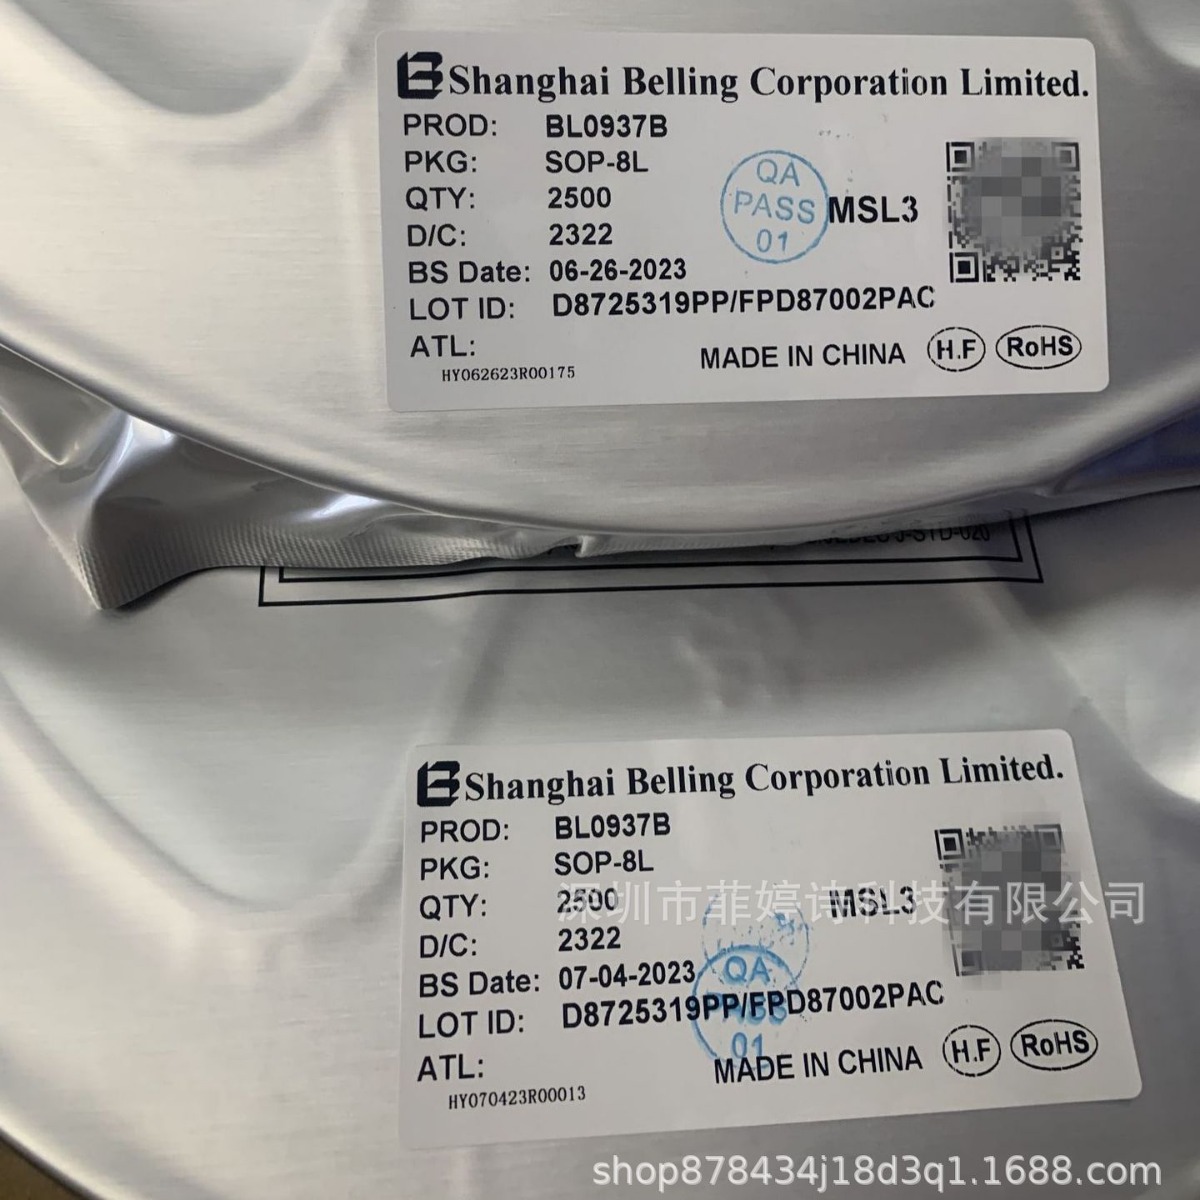 Shanghai Belling Corporation Limited.
PROD: BL0937B
PKG: SOP-8L
QTY: 2500
D/C: 2322
BS Date: 06-26-2023
LOT ID: D8725319PP/FPD87002PAC
ATL:
HY062623R00175
QA
PASS
01
MSL3
MADE IN CHINA H.F RoHS
J-STD-020
Shanghai Belling Corporation Limited.
PROD: BL0937B
PKG: SOP-8L
QTY: 2500
D/C: 2322
BS Date: 07-04-2023
LOT ID: D8725319PP/FPD87002PAC
ATL:
HY070423R00013
MSL3
QA
PASS
01
MADE IN CHINA H.F RoHS
深圳市菲婷诗科技有限公司
shop878434j18d3q1.1688.com